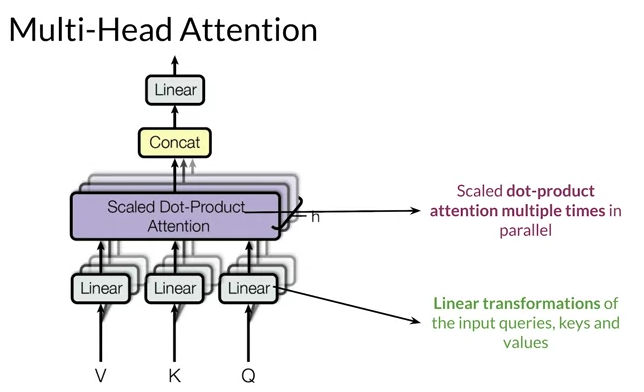 Multi-Head Attention
Linear
Concat
Scaled Dot-Product
Attention
h
Scaled dot-product
attention multiple times in
parallel
Linear
Linear
Linear
Linear transformations of
the input queries, keys and
values
V
K
Q